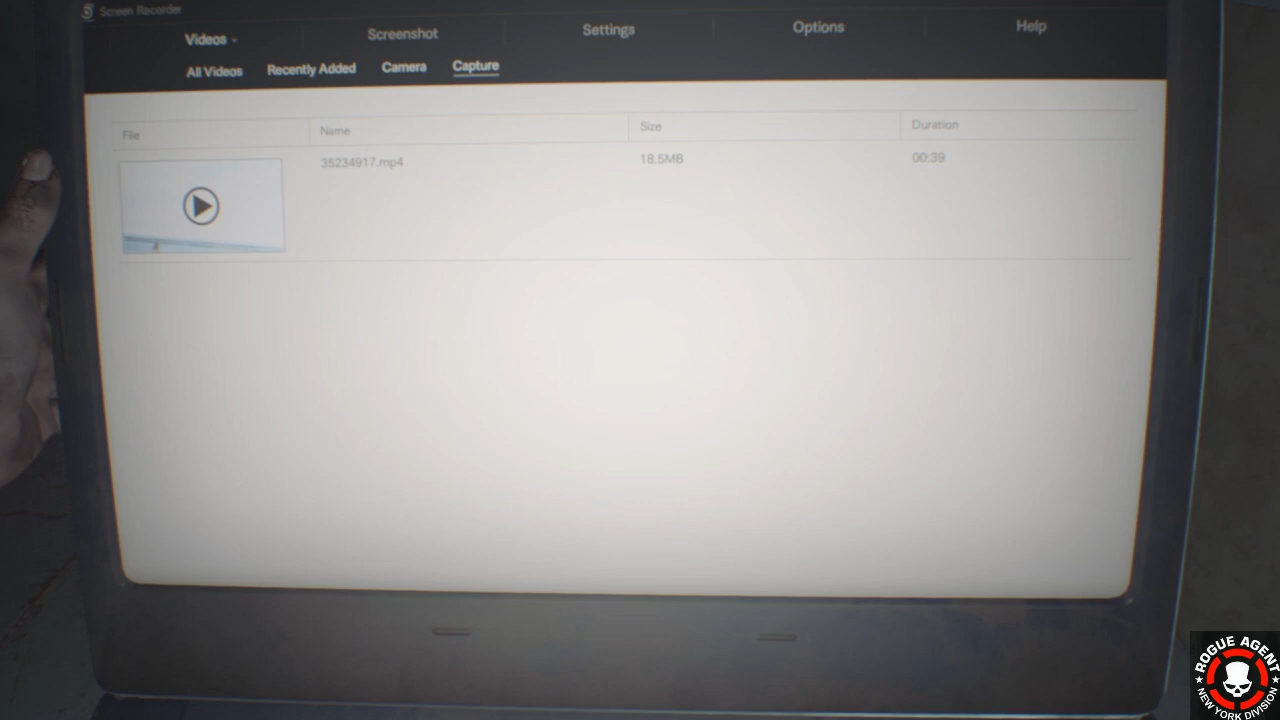 Screen Recorder
Videos Screenshot Settings Options Help
All Videos Recently Added Camera Capture
File Name Size Duration
35234917.mp4 18.5MB 00:39
ROGUE AGENT
NEW YORK DIVISION